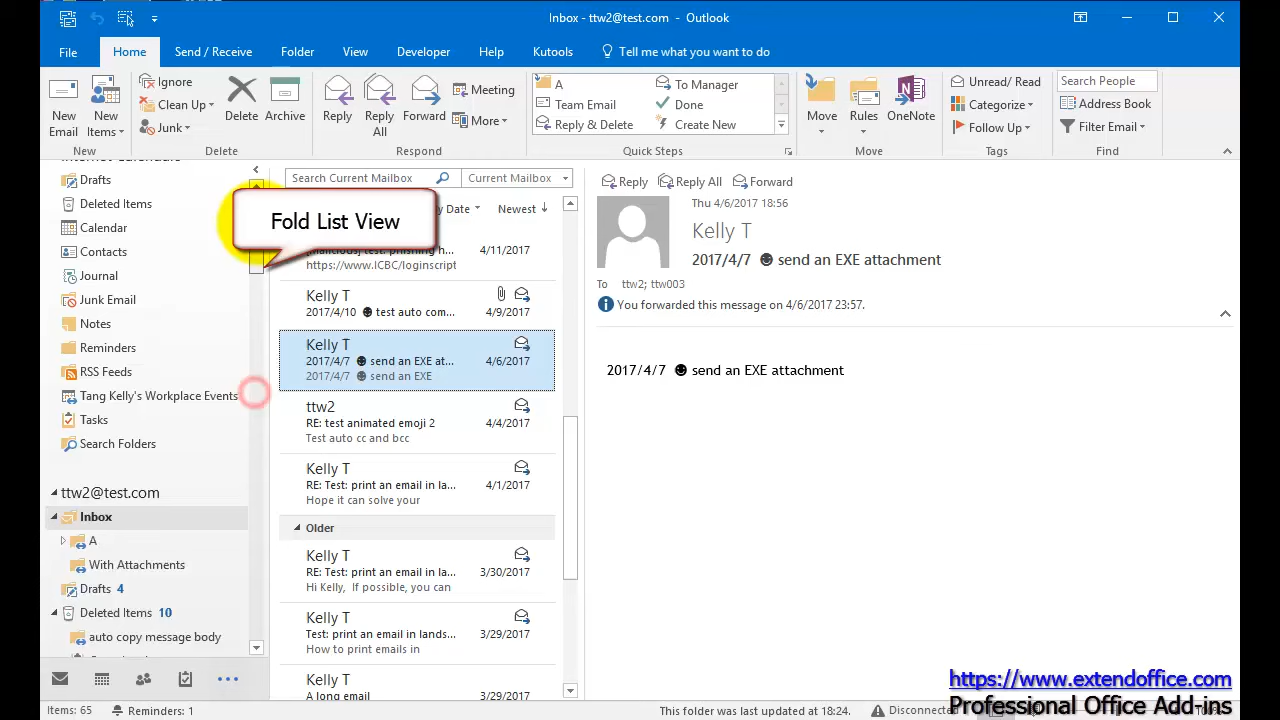 Inbox - ttw2@test.com - Outlook
File Home Send / Receive Folder View Developer Help Kutools Tell me what you want to do
New Email
New Items
New
Ignore
Clean Up
Junk
Delete
Archive
Delete
Reply
Reply All
Forward
Meeting
More
Respond
A
Team Email
Reply & Delete
To Manager
Done
Create New
Quick Steps
Move
Rules
OneNote
Move
Unread/ Read
Categorize
Follow Up
Tags
Search People
Address Book
Filter Email
Find
Drafts
Deleted Items
Calendar
Contacts
Journal
Junk Email
Notes
Reminders
RSS Feeds
Tang Kelly's Workplace Events
Tasks
Search Folders
ttw2@test.com
Inbox
A
With Attachments
Drafts 4
Deleted Items 10
auto copy message body
Fold List View
Search Current Mailbox Current Mailbox
By Date Newest ↓
4/11/2017
https://www.ICBC/loginscript
Kelly T
2017/4/10 ☻ test auto com... 4/9/2017
Kelly T
2017/4/7 ☻ send an EXE at... 4/6/2017
2017/4/7 ☻ send an EXE
ttw2
RE: test animated emoji 2 4/4/2017
Test auto cc and bcc
Kelly T
RE: Test: print an email in la... 4/1/2017
Hope it can solve your
Older
Kelly T
RE: Test: print an email in la... 3/30/2017
Hi Kelly, If possible, you can
Kelly T
Test: print an email in lands... 3/29/2017
How to print emails in
Kelly T
A long email 3/29/2017
Reply Reply All Forward
Thu 4/6/2017 18:56
Kelly T
2017/4/7 ☻ send an EXE attachment
To ttw2; ttw003
You forwarded this message on 4/6/2017 23:57.
2017/4/7 ☻ send an EXE attachment
https://www.extendoffice.com
Professional Office Add-ins
Items: 65 Reminders: 1 This folder was last updated at 18:24. Disconnected